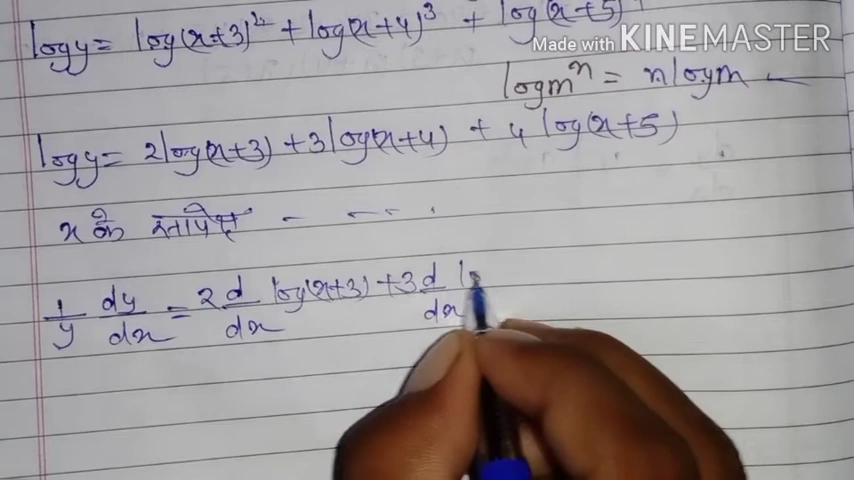 log y = log(x+3)² + log(x+4)³ + log(x+5)
Made with KINEMASTER
log mⁿ = n log m
log y = 2 log(x+3) + 3 log(x+4) + 4 log(x+5)
x के सापेक्ष - - - -
1/y dy/dx = 2 d/dx log(x+3) + 3 d/dx l